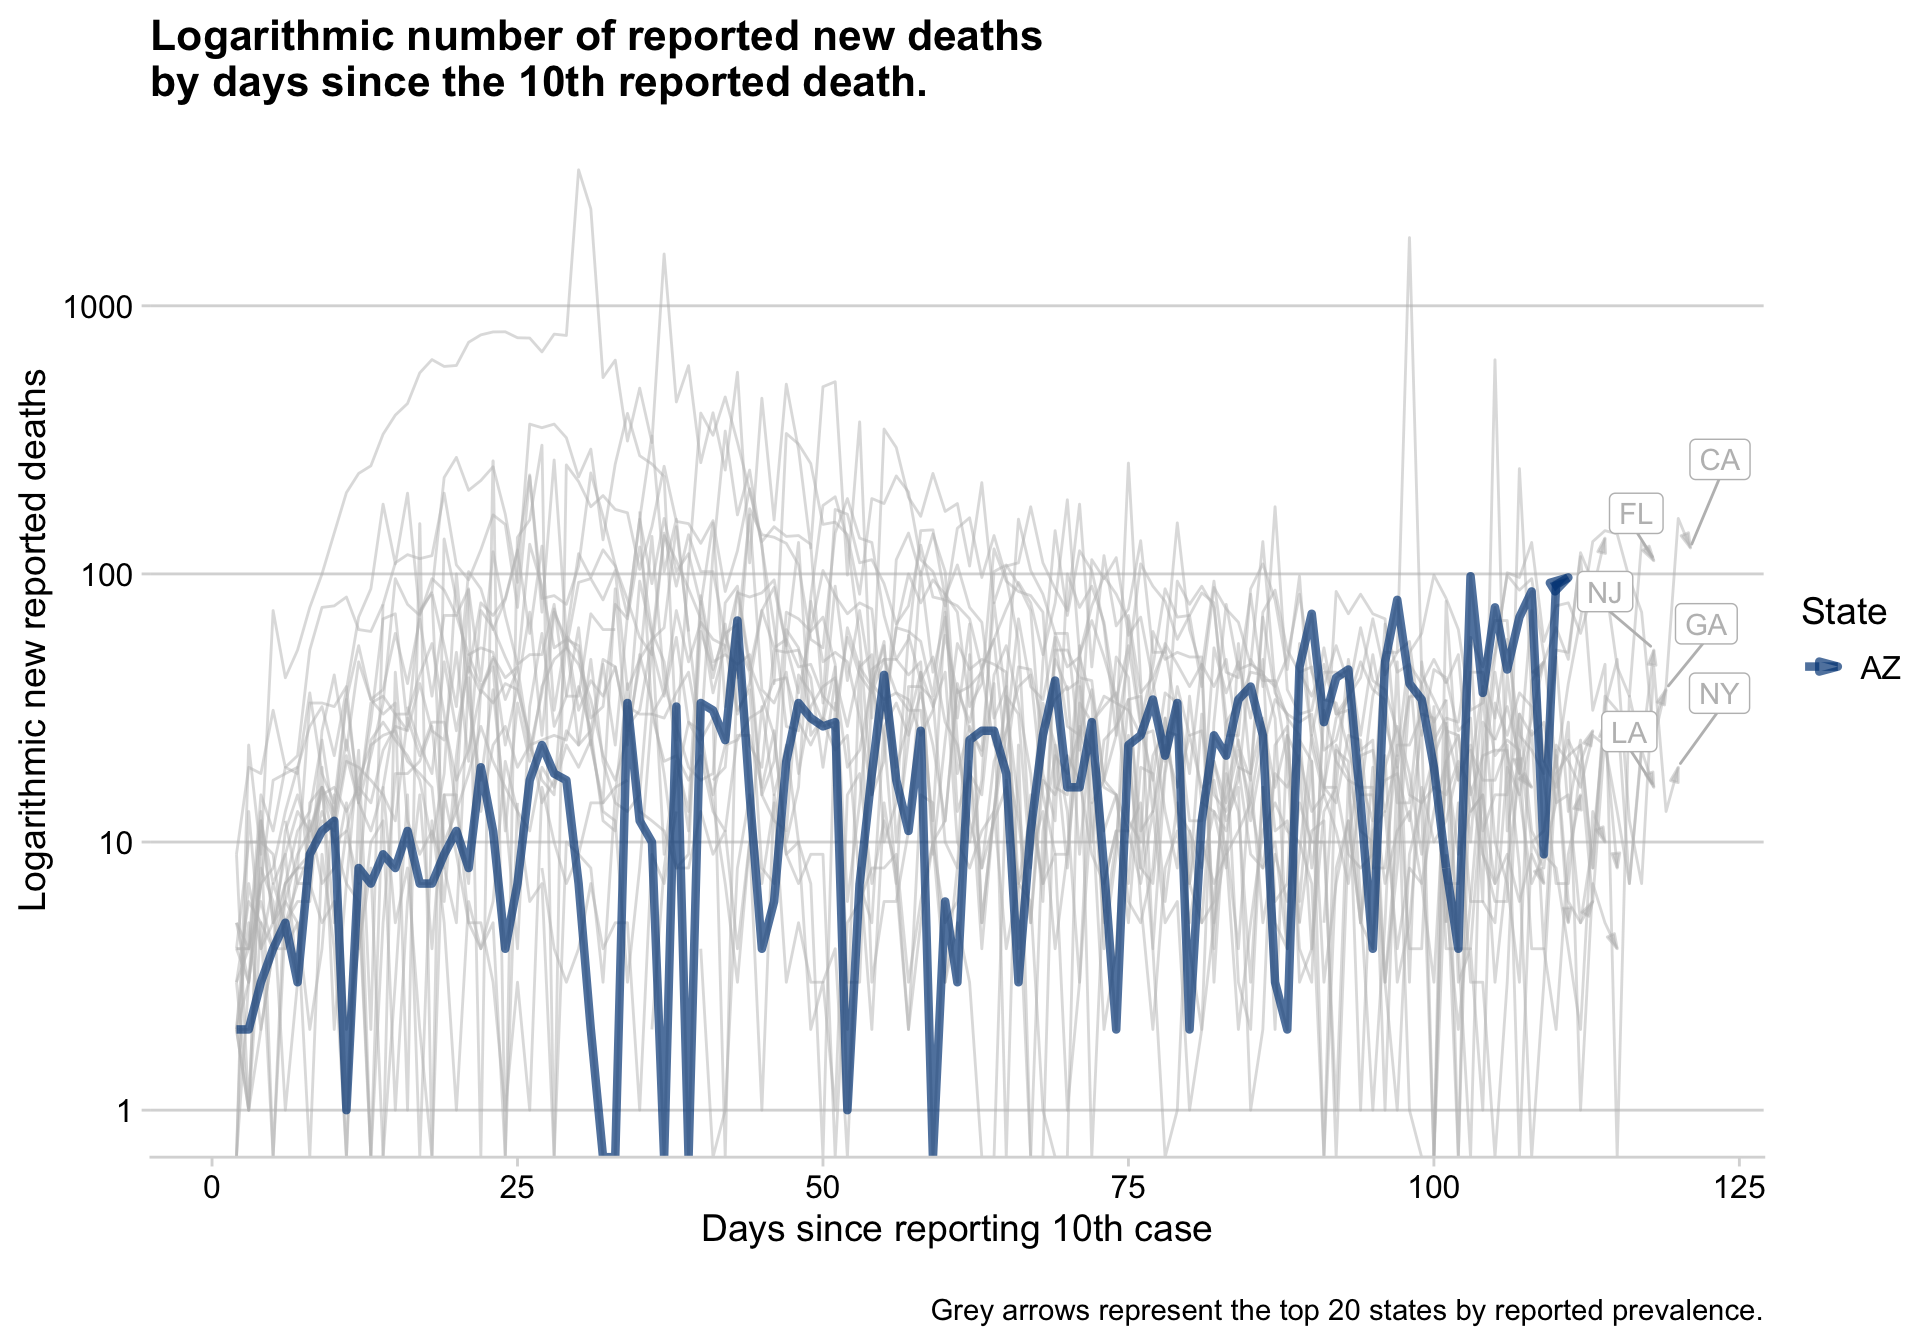 Logarithmic number of reported new deaths
by days since the 10th reported death.
Logarithmic new reported deaths
1000
100
10
1
CA
FL
NJ
GA
NY
LA
State
AZ
0 25 50 75 100 125
Days since reporting 10th case
Grey arrows represent the top 20 states by reported prevalence.